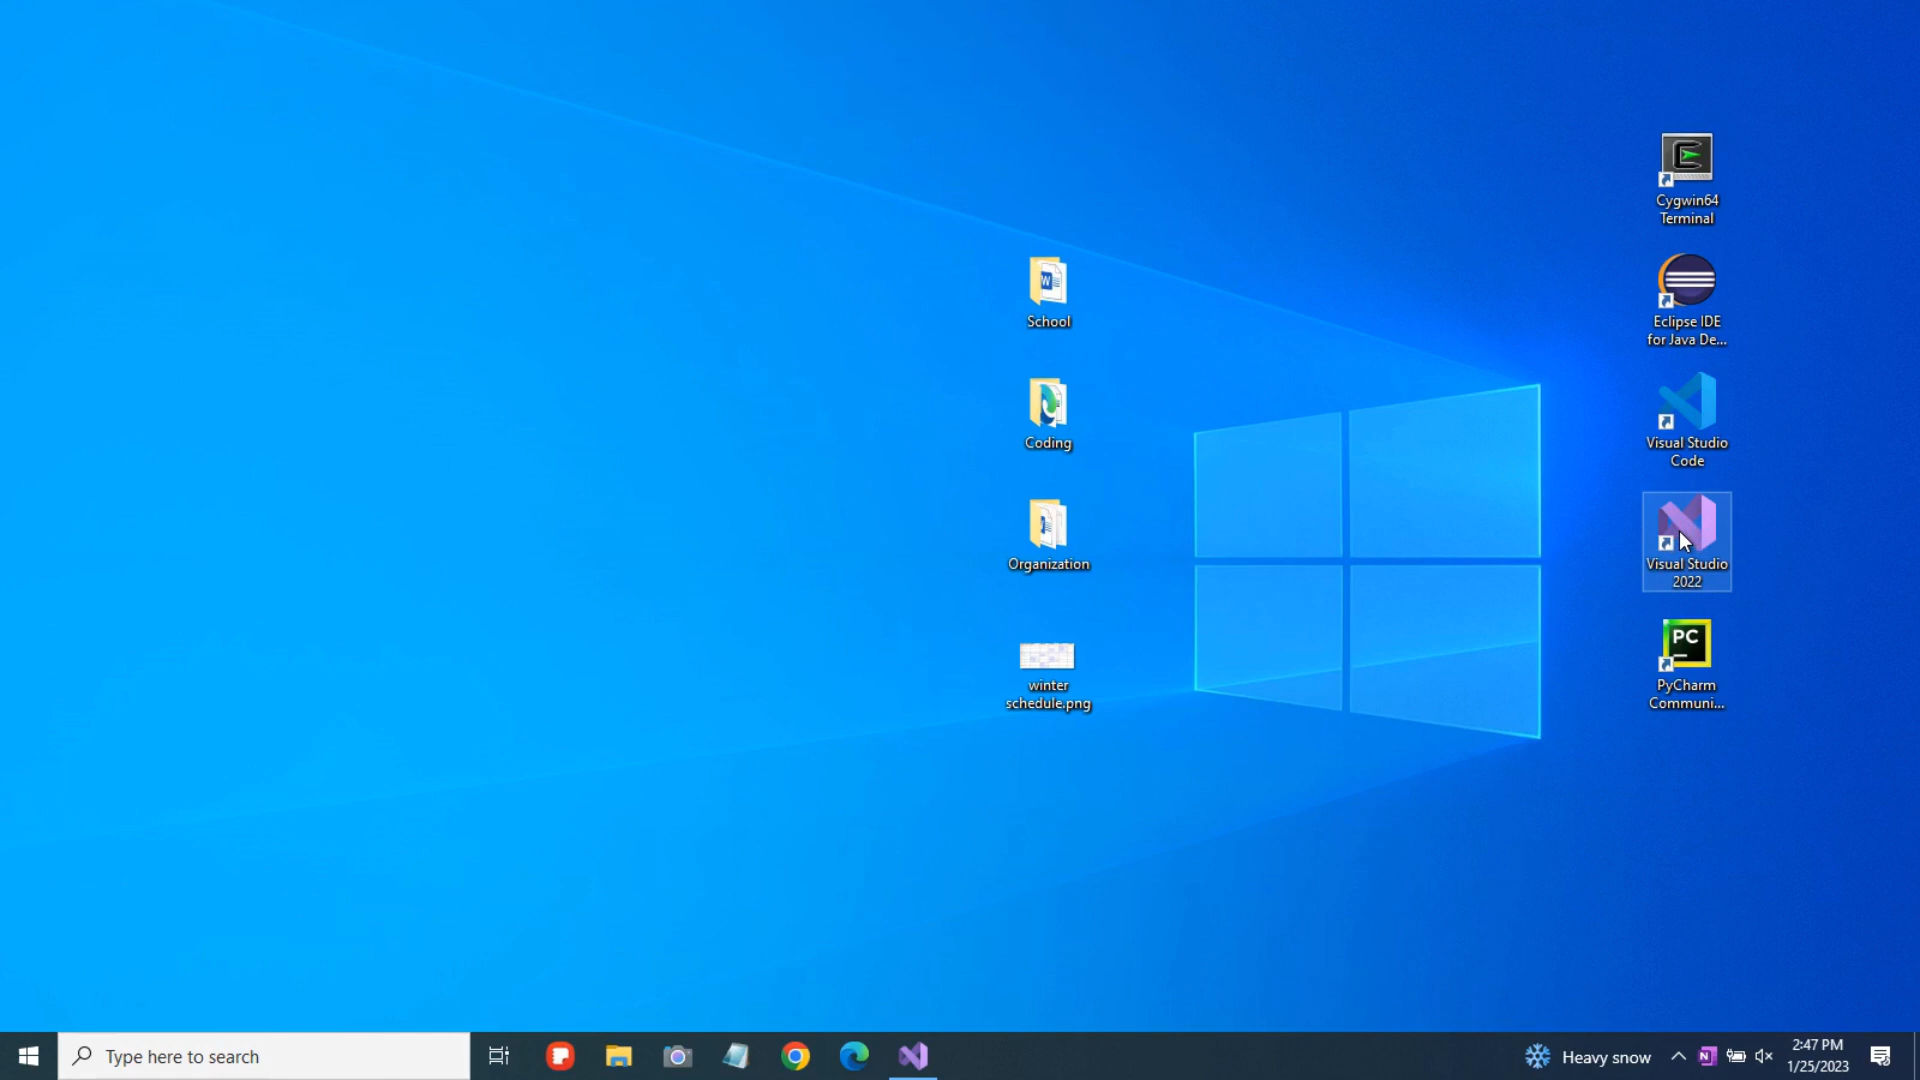 School
Coding
Organization
winter
schedule.png
Cygwin64
Terminal
Eclipse IDE
for Java De...
Visual Studio
Code
Visual Studio
2022
PC
PyCharm
Communi...
Type here to search
Heavy snow
2:47 PM
1/25/2023